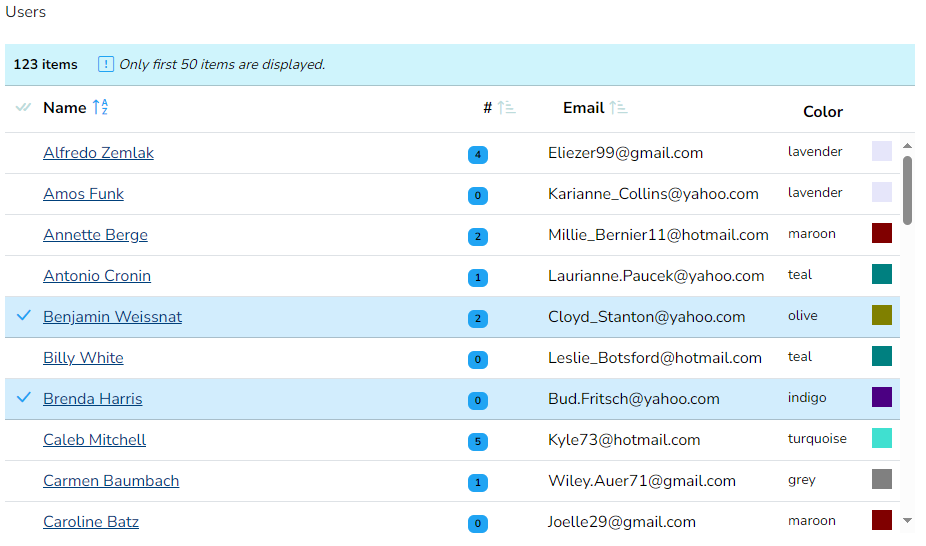 Users
123 items Only first 50 items are displayed.
Name # Email Color
Alfredo Zemlak 4 Eliezer99@gmail.com lavender
Amos Funk 0 Karianne_Collins@yahoo.com lavender
Annette Berge 2 Millie_Bernier11@hotmail.com maroon
Antonio Cronin 1 Laurianne.Paucek@yahoo.com teal
Benjamin Weissnat 2 Cloyd_Stanton@yahoo.com olive
Billy White 0 Leslie_Botsford@hotmail.com teal
Brenda Harris 0 Bud.Fritsch@yahoo.com indigo
Caleb Mitchell 5 Kyle73@hotmail.com turquoise
Carmen Baumbach 1 Wiley.Auer71@gmail.com grey
Caroline Batz 0 Joelle29@gmail.com maroon